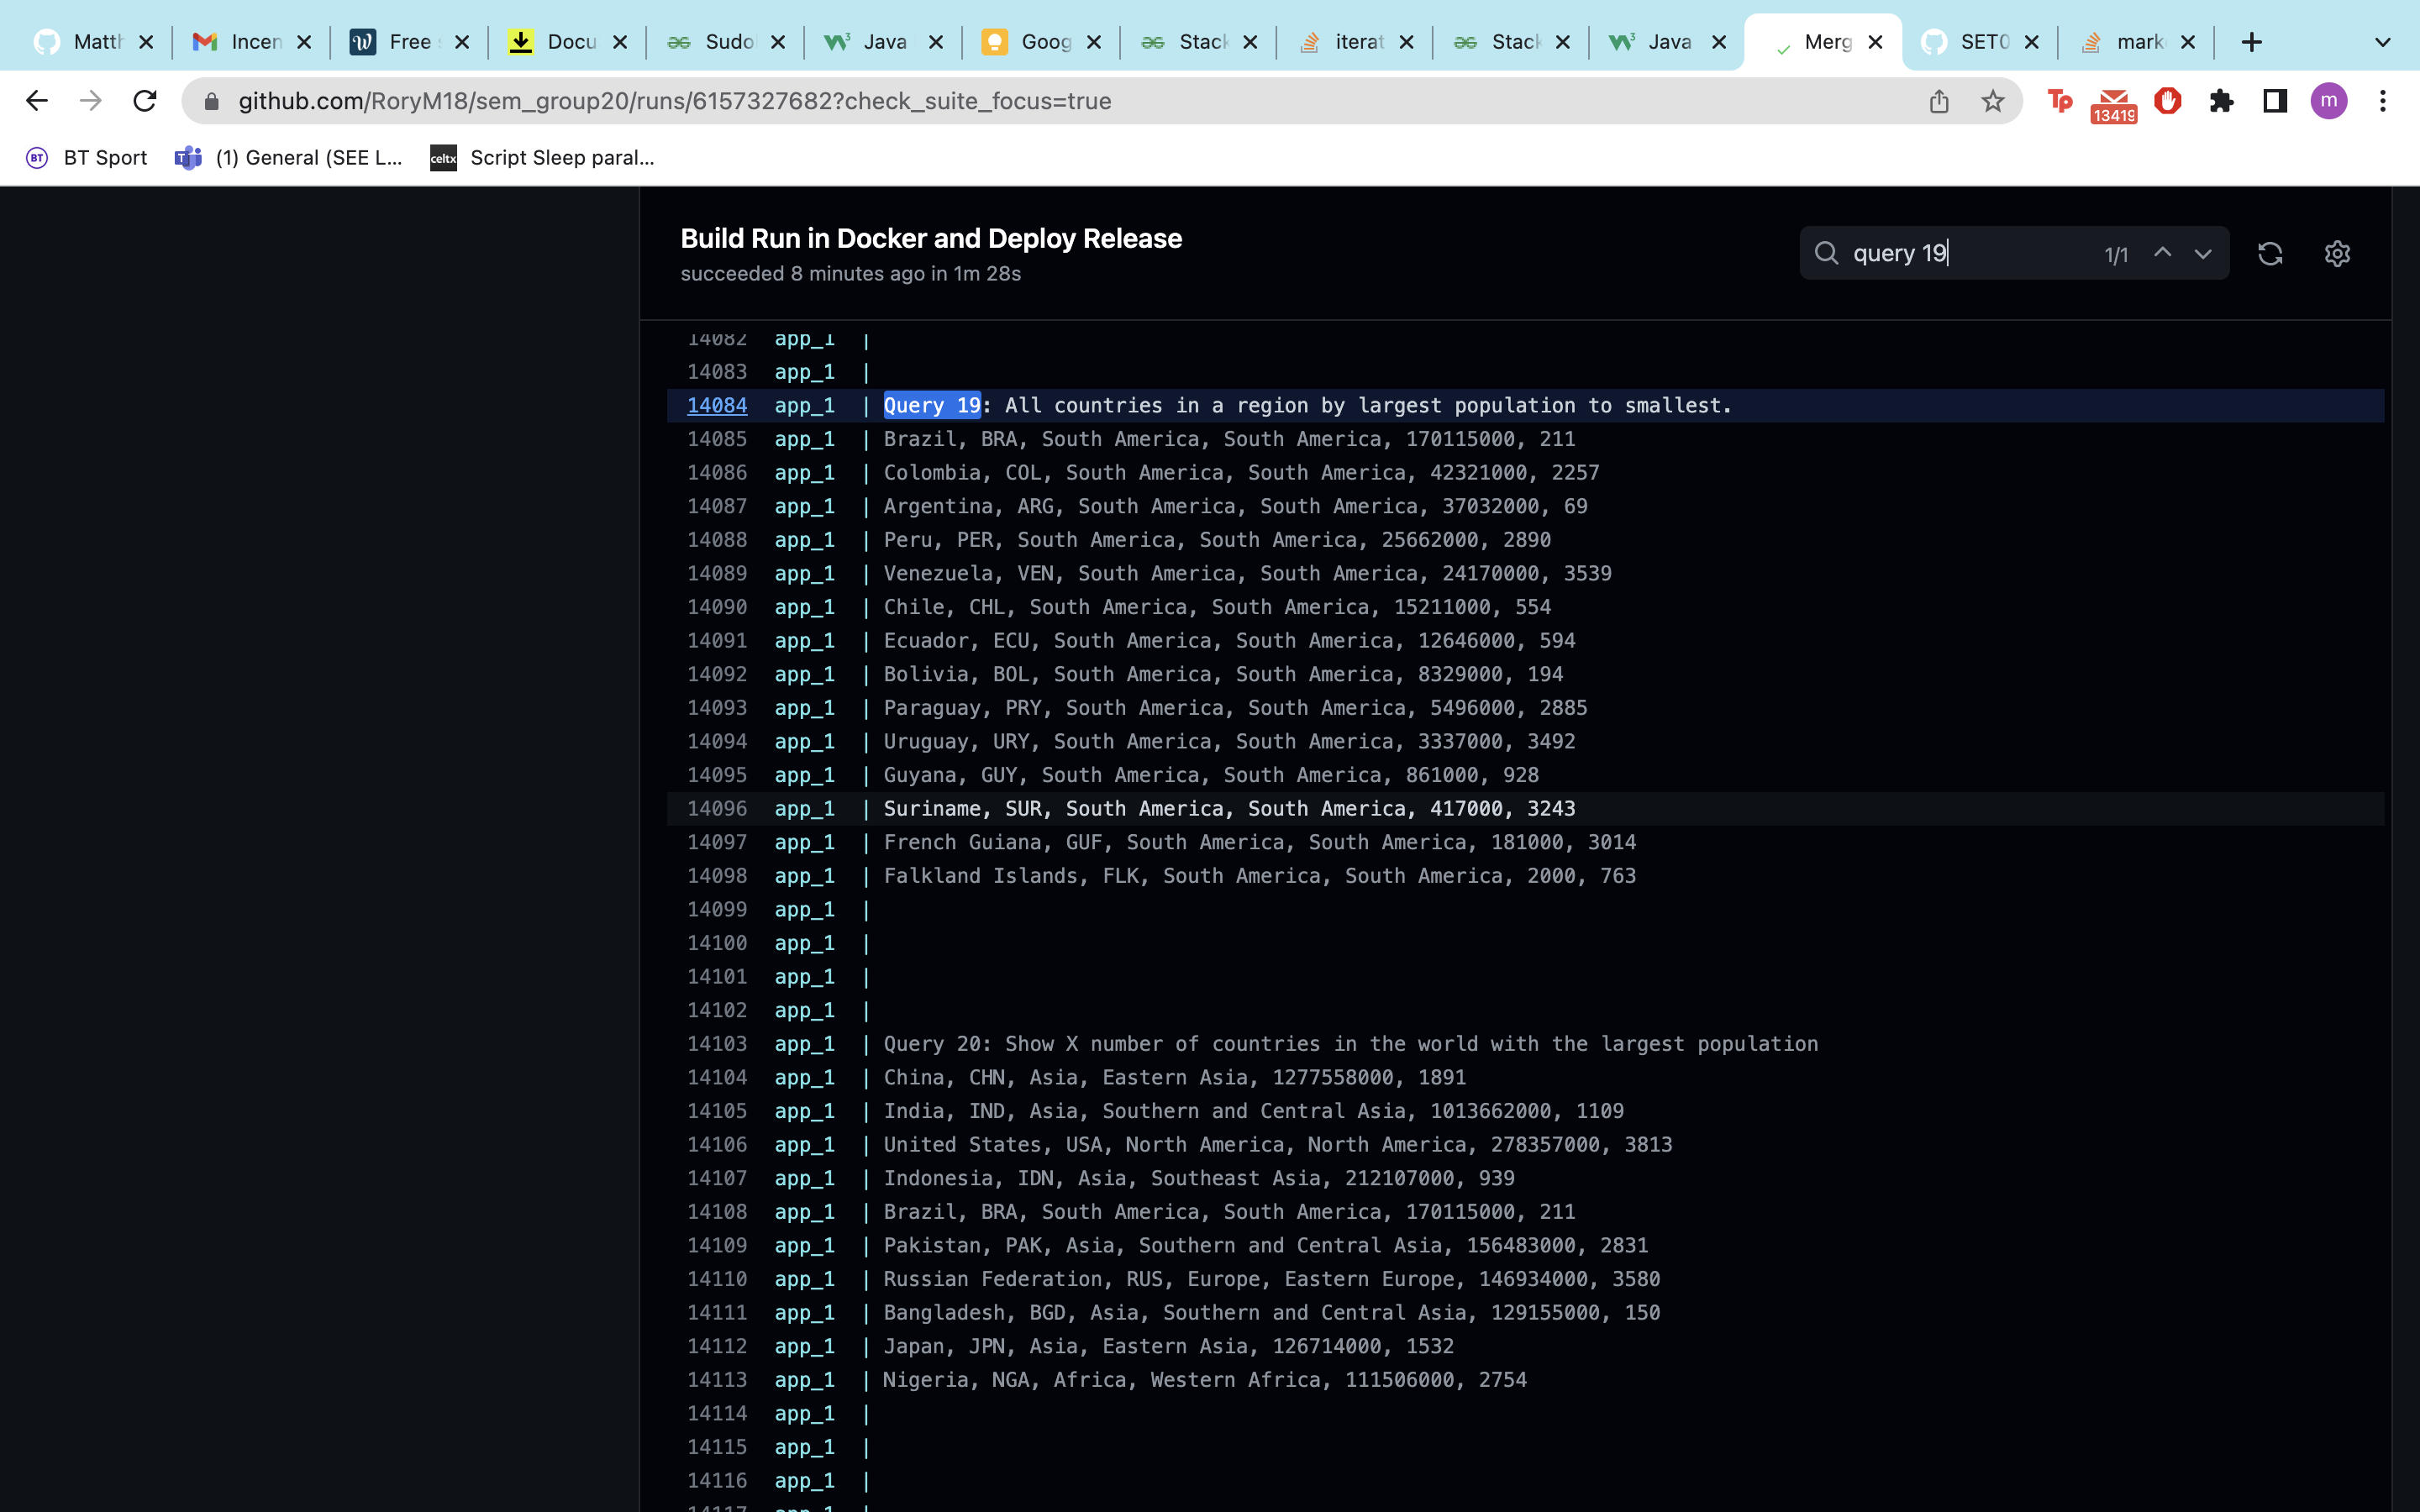 Matth Incen Free Docu Sudo Java Goog Stack iterat Stack Java Merg SET0 mark
github.com/RoryM18/sem_group20/runs/6157327682?check_suite_focus=true
Tp 13419 m
BT BT Sport (1) General (SEE L... celtx Script Sleep paral...
Build Run in Docker and Deploy Release
succeeded 8 minutes ago in 1m 28s
query 19 1/1
14082 app_1 |
14083 app_1 |
14084 app_1 | Query 19: All countries in a region by largest population to smallest.
14085 app_1 | Brazil, BRA, South America, South America, 170115000, 211
14086 app_1 | Colombia, COL, South America, South America, 42321000, 2257
14087 app_1 | Argentina, ARG, South America, South America, 37032000, 69
14088 app_1 | Peru, PER, South America, South America, 25662000, 2890
14089 app_1 | Venezuela, VEN, South America, South America, 24170000, 3539
14090 app_1 | Chile, CHL, South America, South America, 15211000, 554
14091 app_1 | Ecuador, ECU, South America, South America, 12646000, 594
14092 app_1 | Bolivia, BOL, South America, South America, 8329000, 194
14093 app_1 | Paraguay, PRY, South America, South America, 5496000, 2885
14094 app_1 | Uruguay, URY, South America, South America, 3337000, 3492
14095 app_1 | Guyana, GUY, South America, South America, 861000, 928
14096 app_1 | Suriname, SUR, South America, South America, 417000, 3243
14097 app_1 | French Guiana, GUF, South America, South America, 181000, 3014
14098 app_1 | Falkland Islands, FLK, South America, South America, 2000, 763
14099 app_1 |
14100 app_1 |
14101 app_1 |
14102 app_1 |
14103 app_1 | Query 20: Show X number of countries in the world with the largest population
14104 app_1 | China, CHN, Asia, Eastern Asia, 1277558000, 1891
14105 app_1 | India, IND, Asia, Southern and Central Asia, 1013662000, 1109
14106 app_1 | United States, USA, North America, North America, 278357000, 3813
14107 app_1 | Indonesia, IDN, Asia, Southeast Asia, 212107000, 939
14108 app_1 | Brazil, BRA, South America, South America, 170115000, 211
14109 app_1 | Pakistan, PAK, Asia, Southern and Central Asia, 156483000, 2831
14110 app_1 | Russian Federation, RUS, Europe, Eastern Europe, 146934000, 3580
14111 app_1 | Bangladesh, BGD, Asia, Southern and Central Asia, 129155000, 150
14112 app_1 | Japan, JPN, Asia, Eastern Asia, 126714000, 1532
14113 app_1 | Nigeria, NGA, Africa, Western Africa, 111506000, 2754
14114 app_1 |
14115 app_1 |
14116 app_1 |
14117 app_1 |